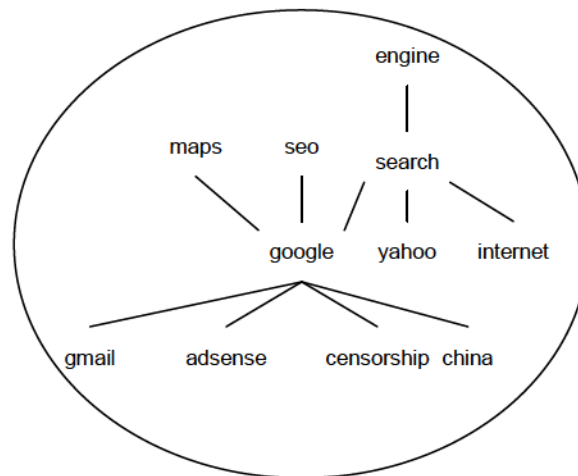 engine
maps seo search
google yahoo internet
gmail adsense censorship china